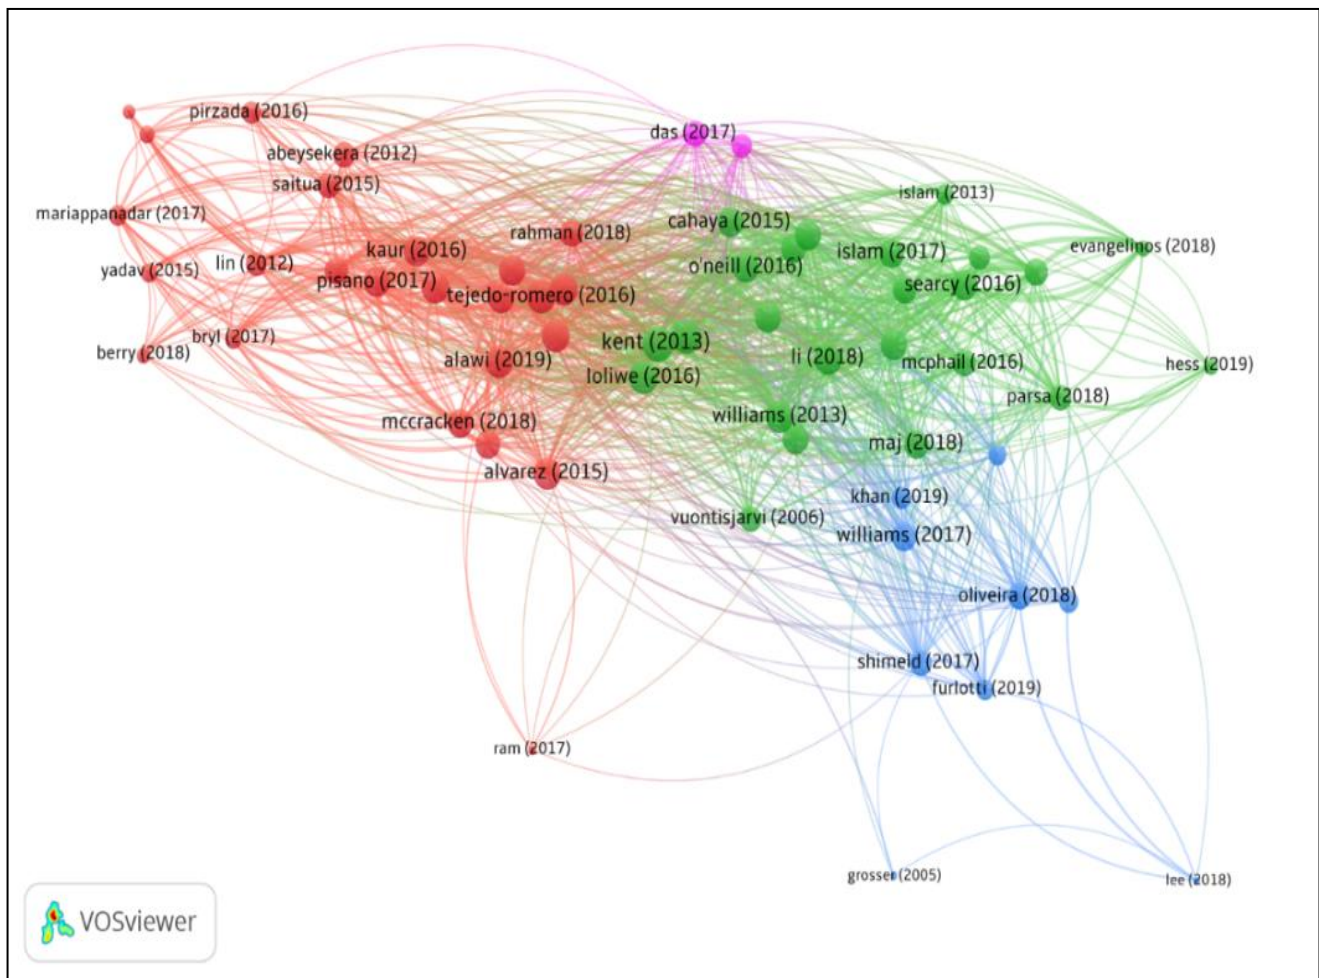 pirzada (2016)
das (2017)
abeysekera (2012)
saitua (2015)
islam (2013)
mariappanadar (2017)
cahaya (2015)
rahman (2018)
kaur (2016)
islam (2017)
evangelinos (2018)
yadav (2015)
lin (2012)
o'neill (2016)
pisano (2017)
searcy (2016)
tejedo-romero (2016)
bryl (2017)
kent (2013)
berry (2018)
alawi (2019)
li (2018)
mcphail (2016)
hess (2019)
loliwe (2016)
parsa (2018)
mccracken (2018)
williams (2013)
maj (2018)
alvarez (2015)
khan (2019)
vuontisjarvi (2006)
williams (2017)
oliveira (2018)
shimeld (2017)
furlotti (2019)
ram (2017)
grosser (2005)
lee (2018)
VOSviewer